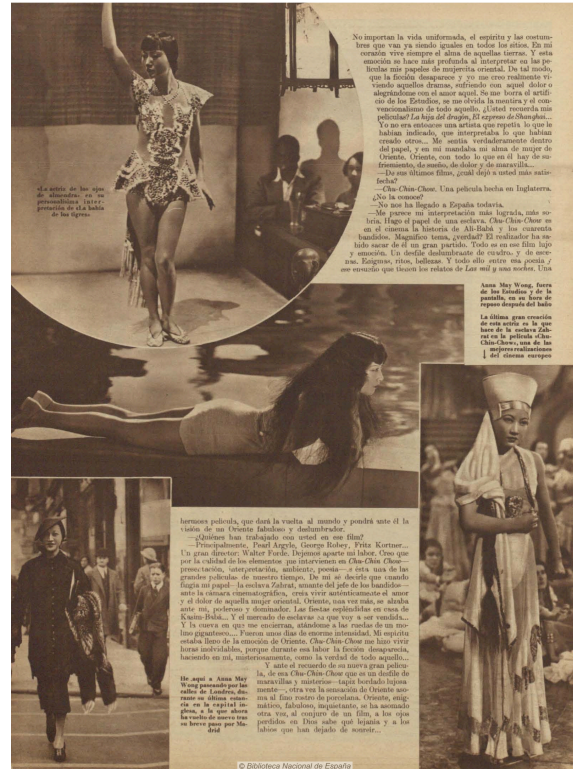 No importan la vida uniformada, el espíritu y las costum-
bres que van ya siendo iguales en todos los sitios. En mi
corazón vive siempre el alma de aquellas tierras. Y esta
emoción se hace más profunda al interpretar en las pe-
lículas mis papeles de mujercita oriental. De tal modo,
que la ficción desaparece y yo me creo realmente vi-
viendo aquellos dramas, sufriendo con aquel dolor o
alegrándome con el amor aquel. Se me borra el artifi-
cio de los Estudios, se me olvida la mentira y el con-
vencionalismo de todo aquello. ¿Usted recuerda mis
películas? La hija del dragón, El expreso de Shanghai...
Yo no era entonces una artista que repetía lo que le
habían indicado, que interpretaba lo que habían
creado otros... Me sentía verdaderamente dentro
del papel, y en mi mandaba mi alma de mujer de
Oriente. Oriente, con todo lo que en él hay de su-
frimiento, de sueño, de dolor y de maravilla...
—De sus últimos films, ¿cuál dejó a usted más satis-
fecha?
—Chu-Chin-Chow. Una película hecha en Inglaterra.
¿No la conoce?
—No nos ha llegado a España todavía.
—Me parece mi interpretación más lograda, más so-
bria. Hago el papel de una esclava. Chu-Chin-Chow es
en el cinema la historia de Alí-Babá y los cuarenta
bandidos. Magnífico tema, ¿verdad? El realizador ha sa-
bido sacar de él un gran partido. Todo es en ese film lujo
y emoción. Un desfile deslumbrante de cuadros y de esce-
nas. Enigmas, ritos, bellezas. Y todo ello entre esa poesía y
ese ensueño que tienen los relatos de Las mil y una noches. Una
«La actriz de los ojos
de almendra» en su
personalísima inter-
pretación de «La bahía
de los tigres»
Anna May Wong, fuera
de los Estudios y de la
pantalla, en su hora de
reposo después del baño
La última gran creación
de esta actriz es la que
hace de la esclava Zah-
rat en la película «Chu-
Chin-Chow», una de las
mejores realizaciones
del cinema europeo
hermosa película, que dará la vuelta al mundo y pondrá ante él la
visión de un Oriente fabuloso y deslumbrador.
—¿Quiénes han trabajado con usted en ese film?
—Principalmente, Pearl Argyle, George Robey, Fritz Kortner...
Un gran director: Walter Forde. Dejemos aparte mi labor. Creo que
por la calidad de los elementos que intervienen en Chu Chin Chow—
presentación, interpretación, ambiente, poesía—es ésta una de las
grandes películas de nuestro tiempo. De mí sé decirle que cuando
fingía mi papel—la esclava Zahrat, amante del jefe de los bandidos—
ante la cámara cinematográfica, creía vivir auténticamente el amor
y el dolor de aquella mujer oriental. Oriente, una vez más, se alzaba
ante mí, poderoso y dominador. Las fiestas espléndidas en casa de
Kasim-Baba... Y el mercado de esclavas en que voy a ser vendida...
Y la cueva en que me encierran, atándome a las ruedas de un mo-
lino gigantesco.... Fueron unos días de enorme intensidad. Mi espíritu
estaba lleno de la emoción de Oriente. Chu-Chin-Chow me hizo vivir
horas inolvidables, porque durante esa labor la ficción desaparecía,
haciendo en mí, misteriosamente, como la verdad de todo aquello...
Y ante el recuerdo de su nueva gran pelícu-
la, de esa Chu-Chin-Chow que es un desfile de
maravillas y misterios—tapiz bordado lujosa
mente—, otra vez la sensación de Oriente aso-
ma al fino rostro de porcelana. Oriente, enig-
mático, fabuloso, inquietante, se ha asomado
otra vez, al conjuro de un film, a los ojos
perdidos en Dios sabe qué lejanía y a los
labios que han dejado de sonreír...
He aquí a Anna May
Wong paseando por las
calles de Londres, du-
rante su última estan-
cia en la capital in-
glesa, a la que ahora
ha vuelto de nuevo tras
su breve paso por Ma-
drid
© Biblioteca Nacional de España